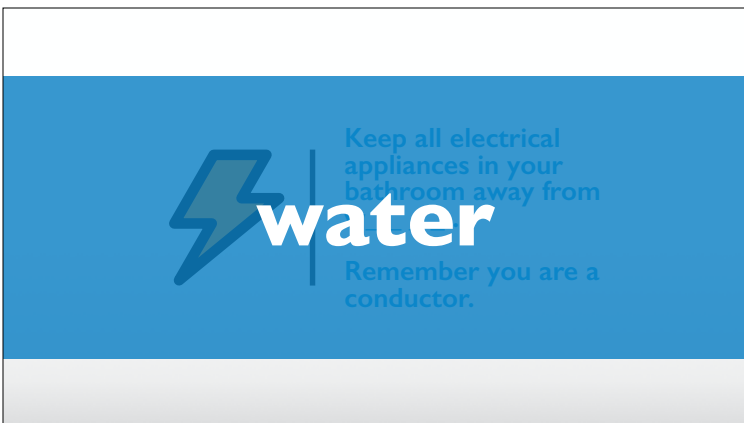 Keep all electrical
appliances in your
bathroom away from
water
Remember you are a
conductor.